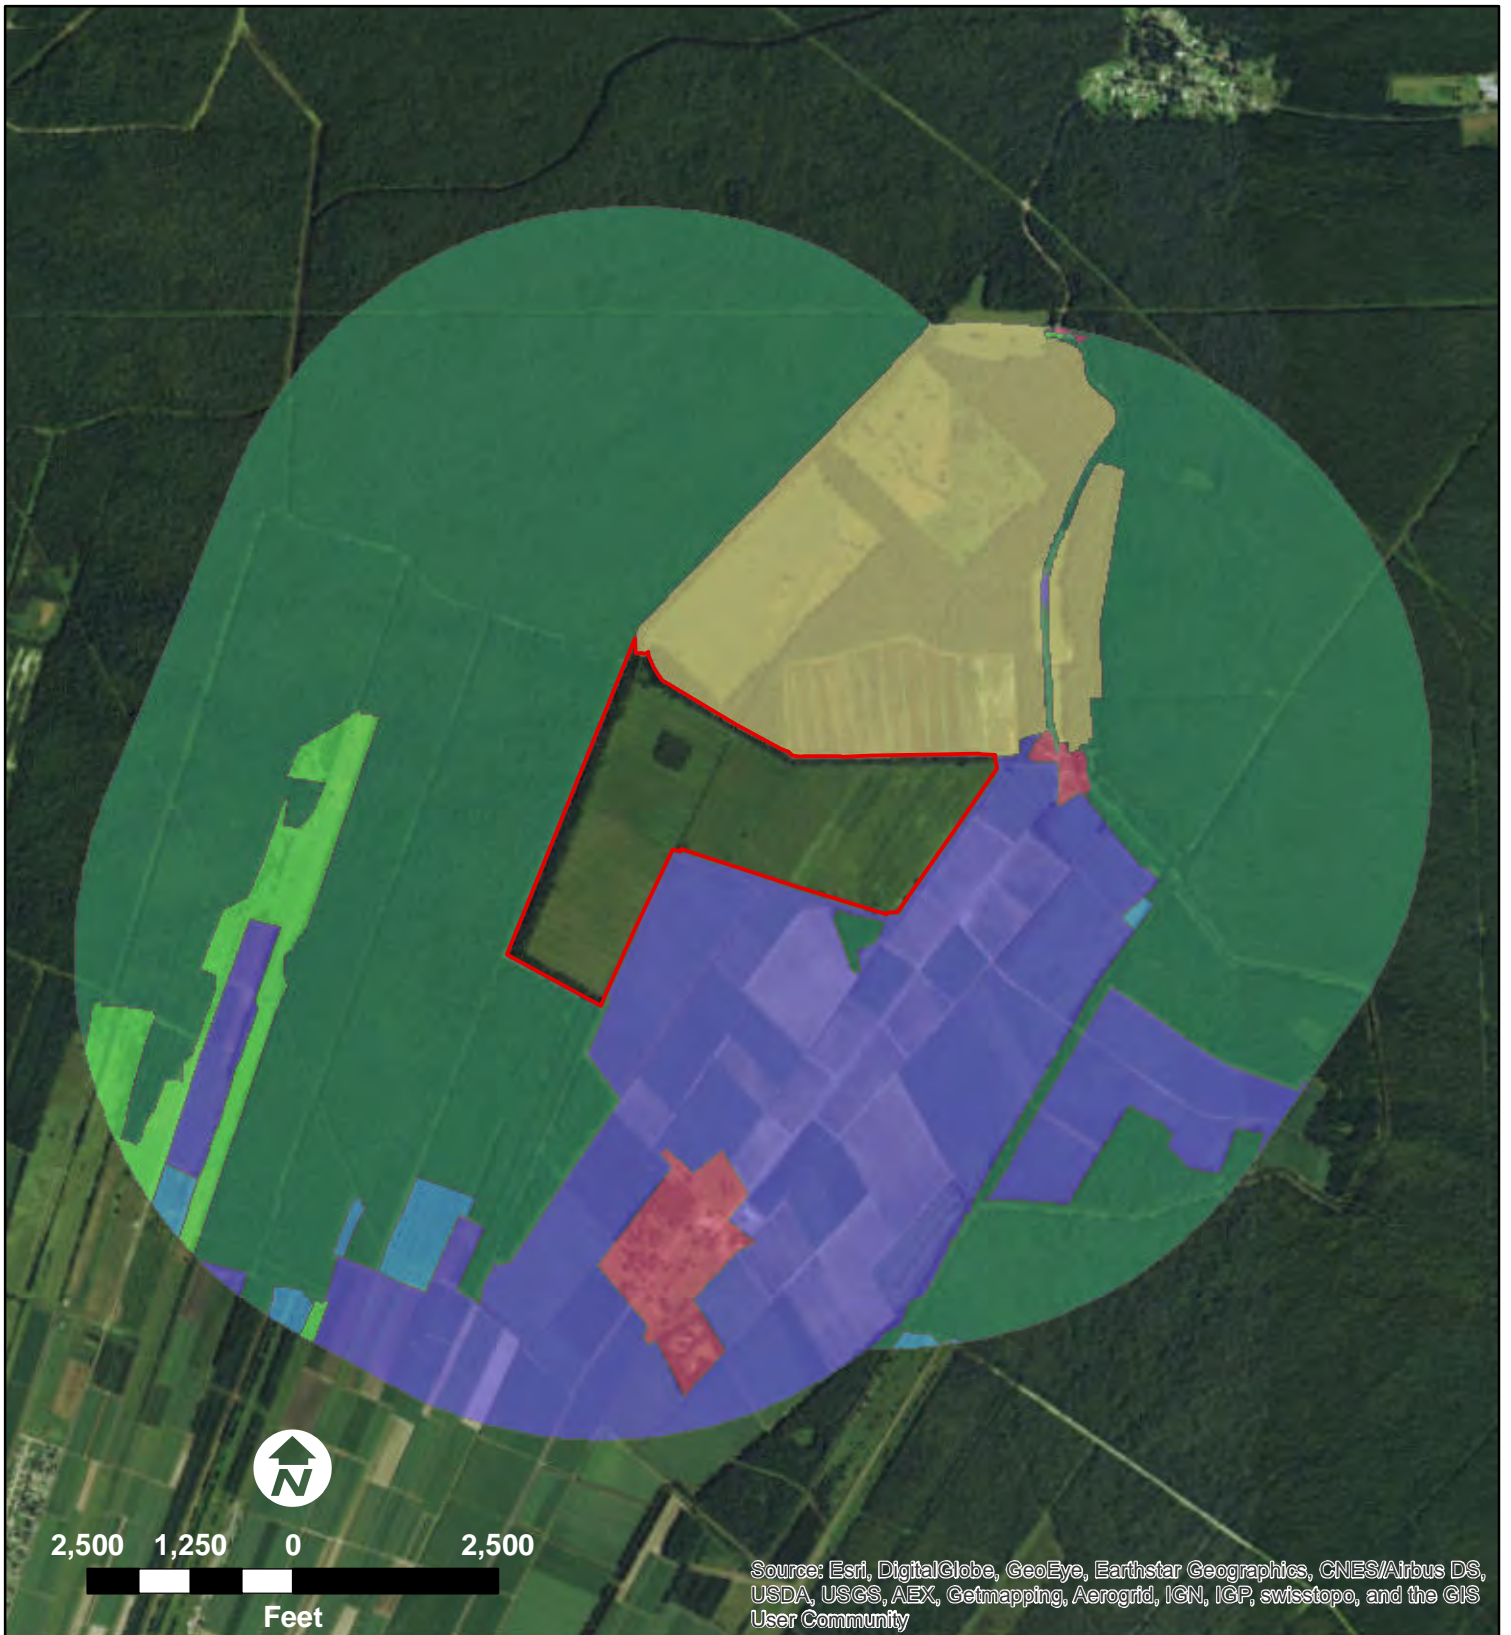 N
2,500 1,250 0 2,500
Feet
Source: Esri, DigitalGlobe, GeoEye, Earthstar Geographics, CNES/Airbus DS,
USDA, USGS, AEX, Getmapping, Aerogrid, IGN, IGP, swisstopo, and the GIS
User Community